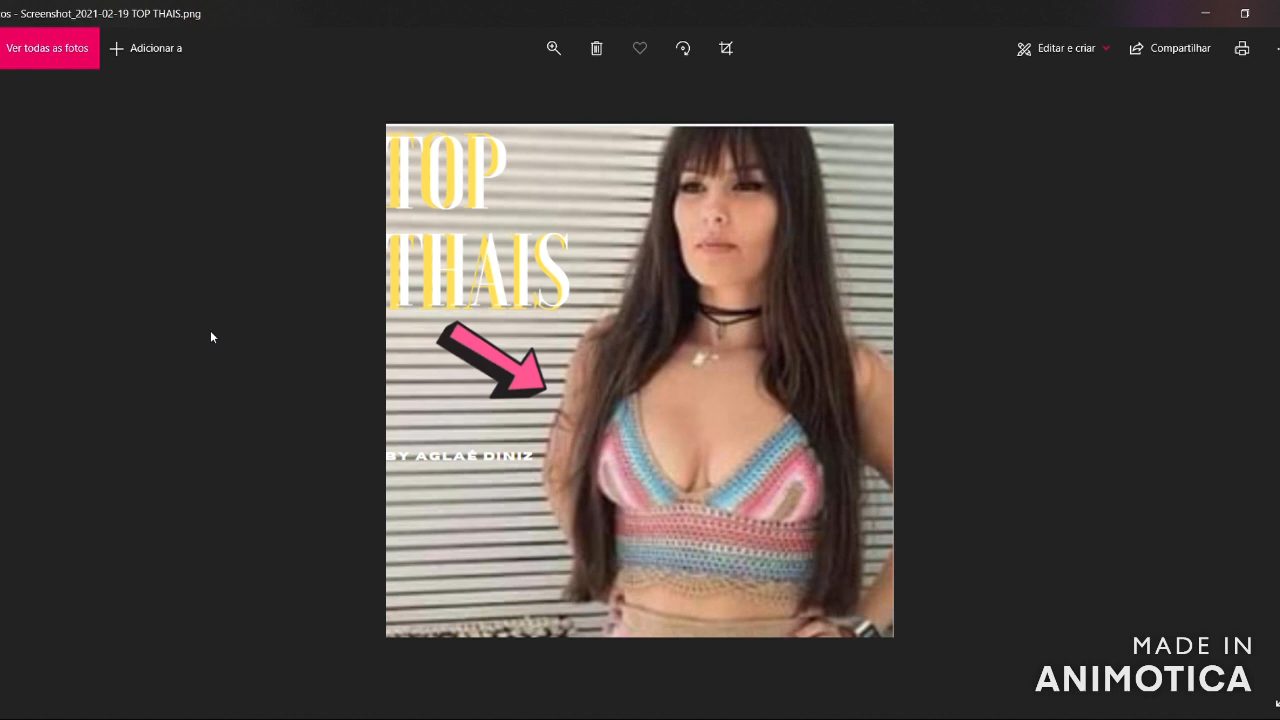 os - Screenshot_2021-02-19 TOP THAIS.png
Ver todas as fotos
Adicionar a
Editar e criar
Compartilhar
TOP
THAIS
BY AGLAÊ DINIZ
MADE IN
ANIMOTICA